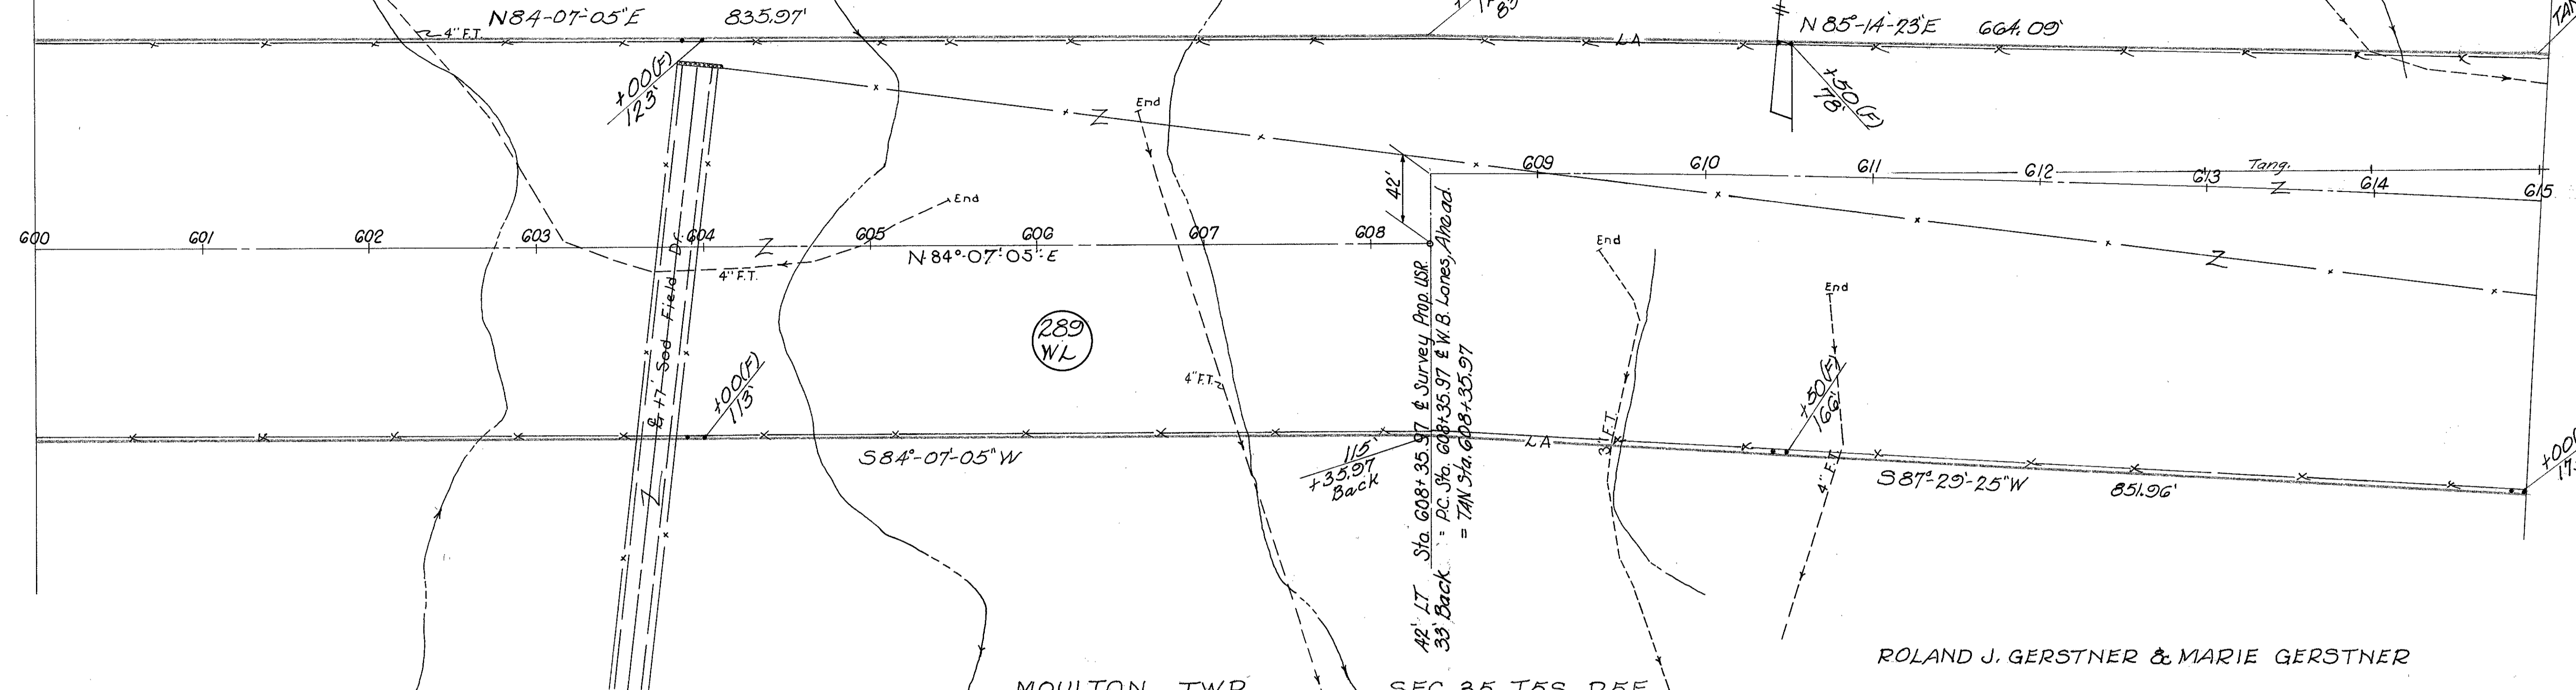 N84-07'-05"E 835.97'
8'
N85°-14'-23"E 664.09'
4" F.T.
LA
+00(F)
123'
+50(F)
78'
End
Z
609 610 611 612 613 614 615
Tang.
Z
42'
End
600 601 602 603 604 605 606 607 608
Z
N-84°-07'-05"-E
4" F.T.
End
End
Z
₠ +7' Sod Field Dr.
289
WL
+00(F)
113'
4" F.T.
+50(F)
166'
Sta. 608+35.97 ₠ Survey Prop. USR.
= P.C. Sta. 608+35.97 ₠ W.B. Lanes, Ahead.
= TAN Sta. 608+35.97
42' LT
33' Back
S84°-07'-05"W
115'
+35.97
Back
LA
3" F.T.
4" F.T.
S87°-29'-25"W 851.96'
+00
17
Z
ROLAND J. GERSTNER & MARIE GERSTNER
MOULTON TWP. SEC. 35, T5S, R5E